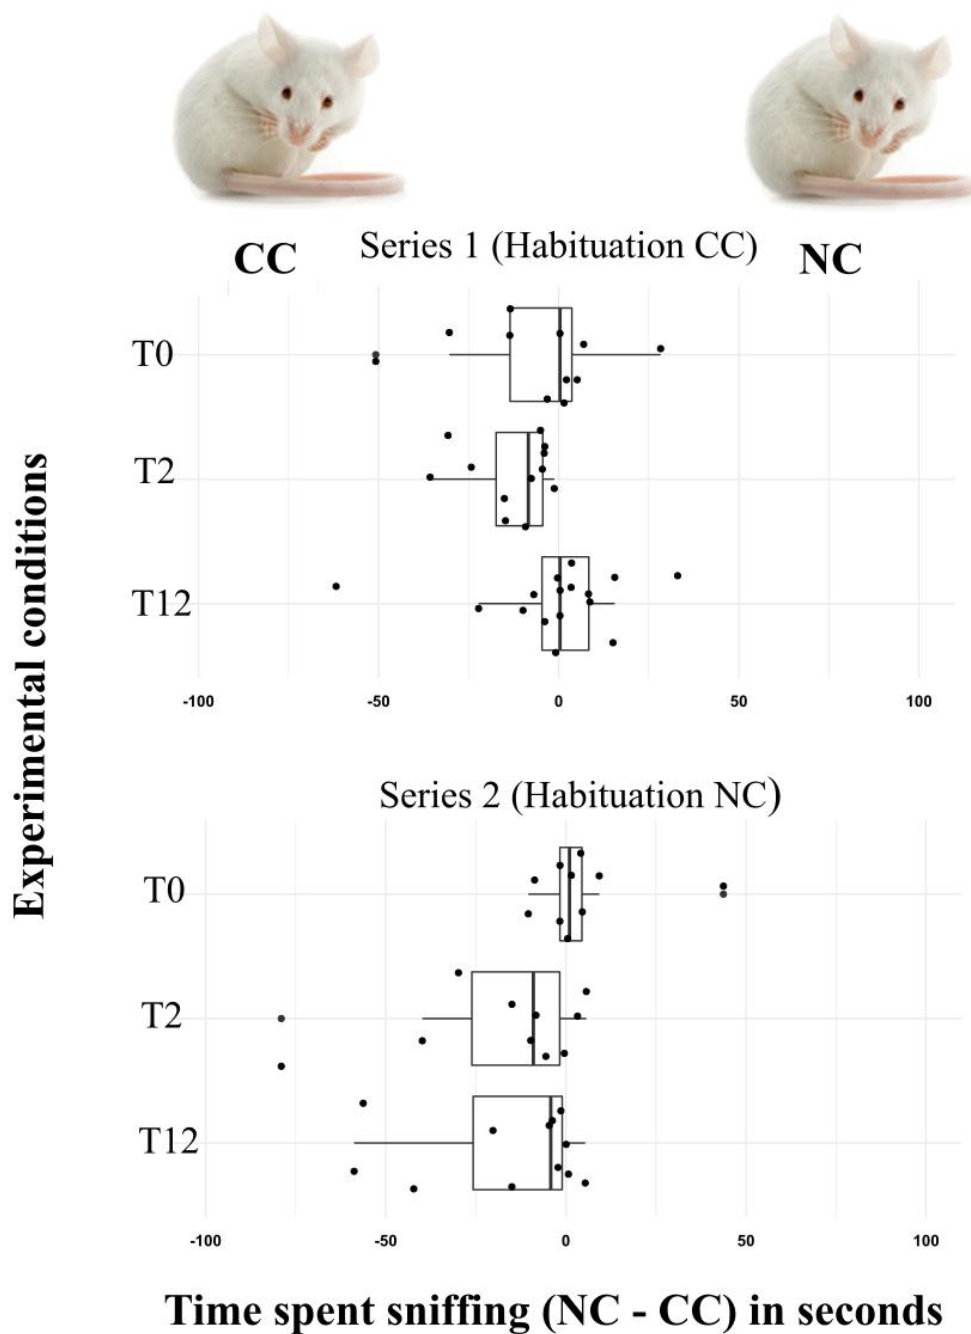 Series 1 (Habituation CC)
CC
NC
T0
T2
T12
-100 -50 0 50 100
Experimental conditions
Series 2 (Habituation NC)
T0
T2
T12
-100 -50 0 50 100
Time spent sniffing (NC - CC) in seconds